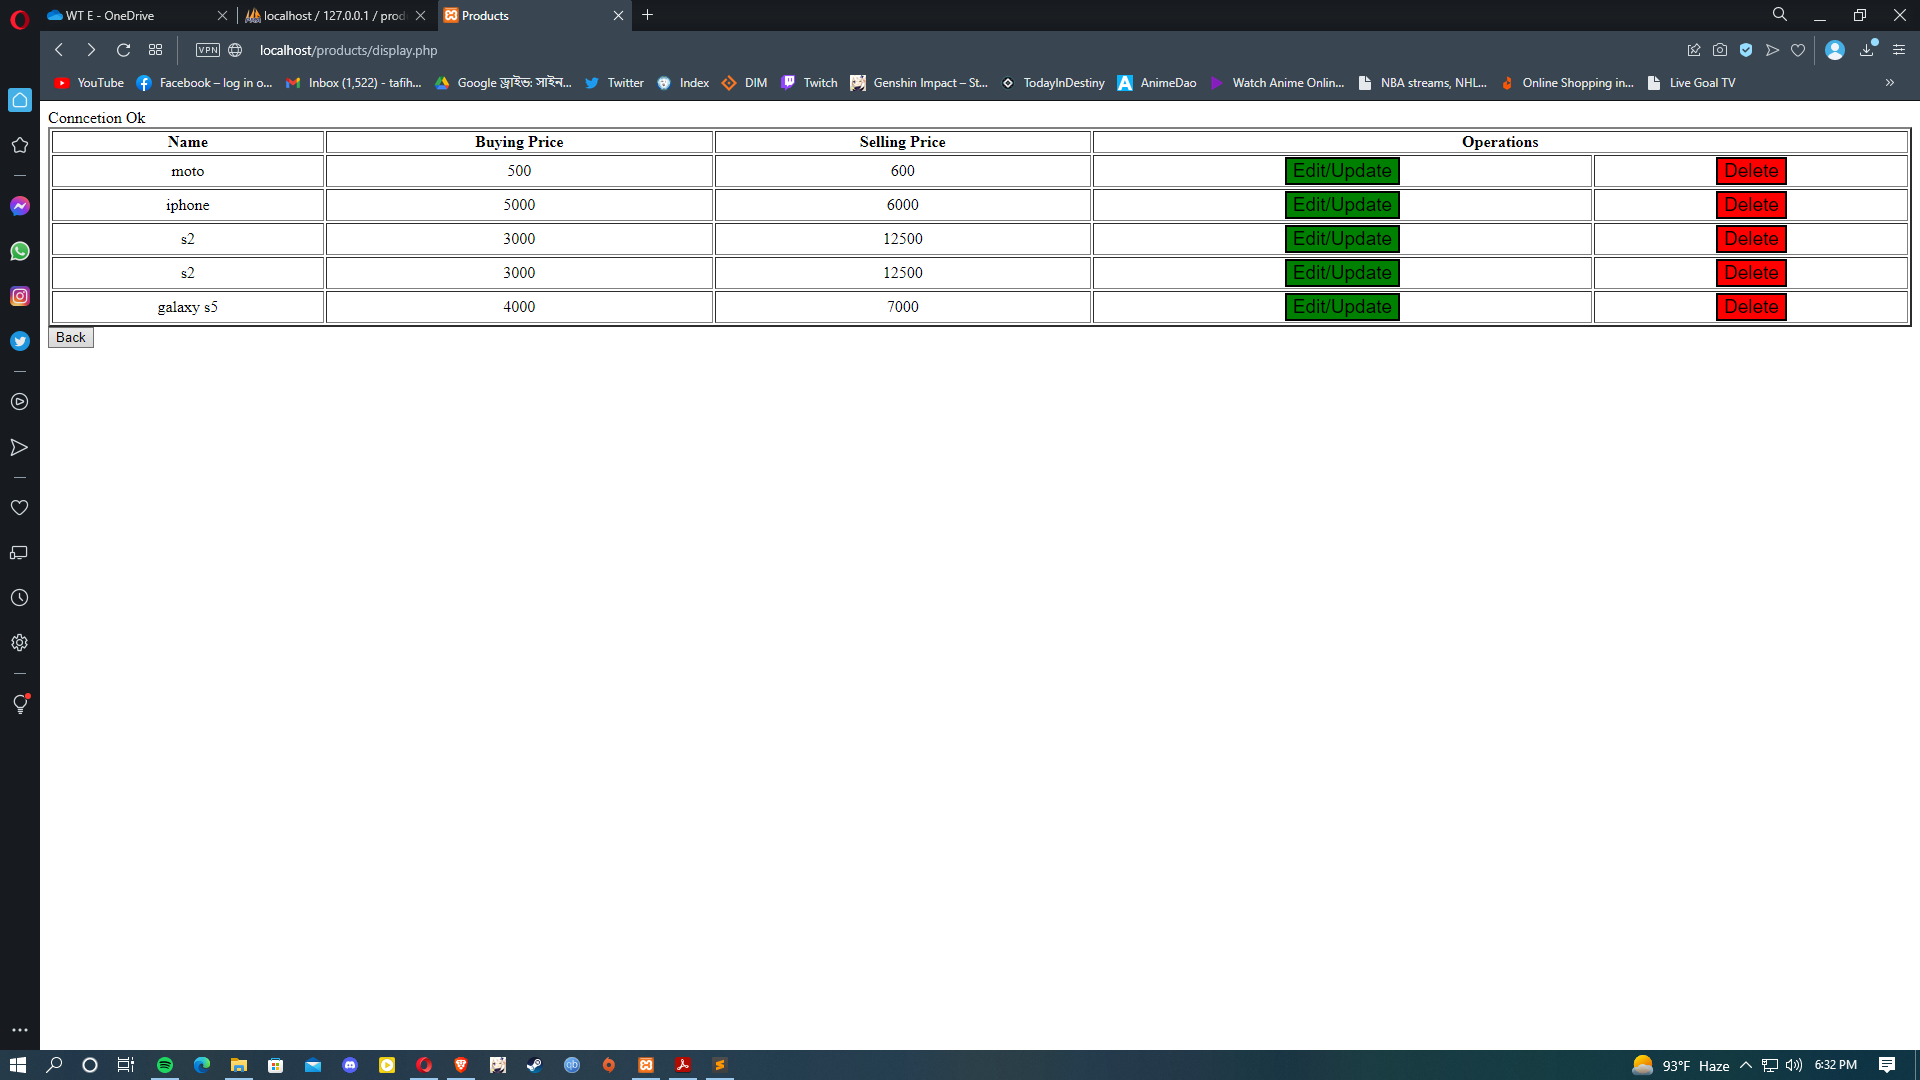 WT E - OneDrive
localhost / 127.0.0.1 / prod
Products
VPN
localhost/products/display.php
YouTube
Facebook – log in o...
Inbox (1,522) - tafih...
Google ড্রাইভ: সাইন...
Twitter
Index
DIM
Twitch
Genshin Impact – St...
TodayInDestiny
AnimeDao
Watch Anime Onlin...
NBA streams, NHL...
Online Shopping in...
Live Goal TV
Conncetion Ok
Name Buying Price Selling Price Operations
moto 500 600 Edit/Update Delete
iphone 5000 6000 Edit/Update Delete
s2 3000 12500 Edit/Update Delete
s2 3000 12500 Edit/Update Delete
galaxy s5 4000 7000 Edit/Update Delete
Back
93°F Haze
6:32 PM